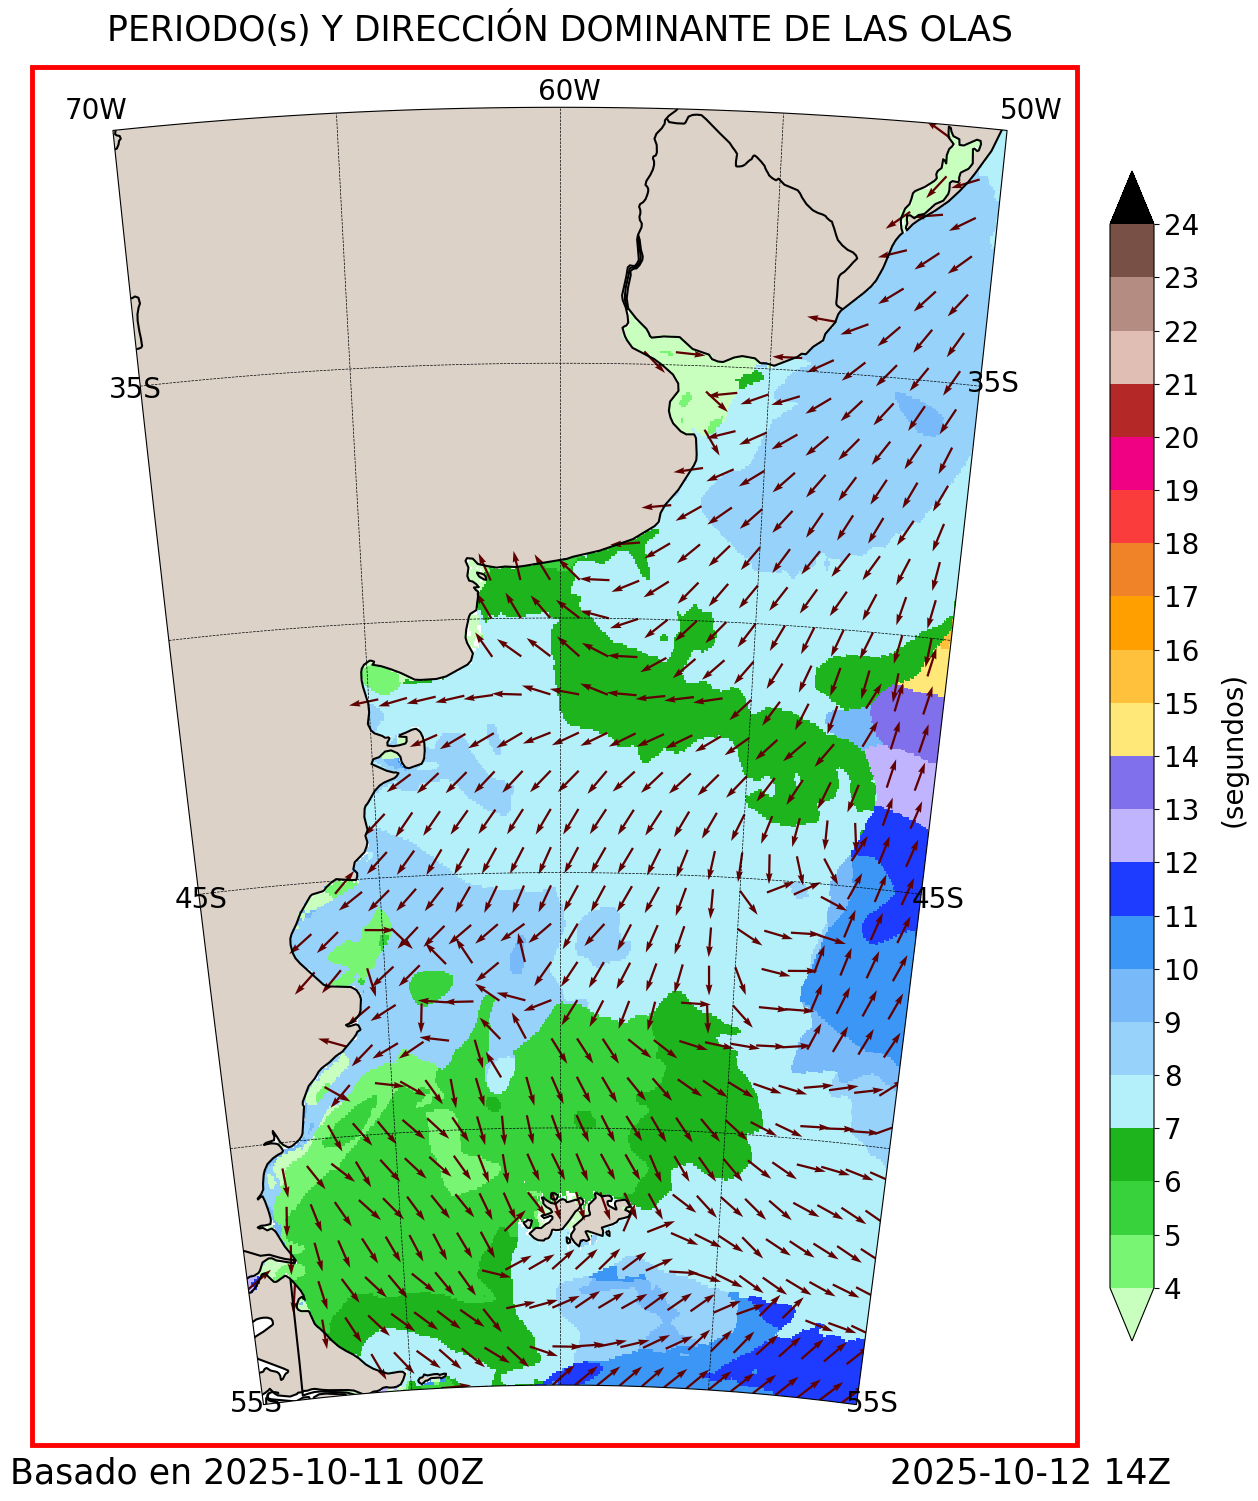 PERIODO(s) Y DIRECCIÓN DOMINANTE DE LAS OLAS
70W
60W
50W
35S
35S
45S
45S
55S
55S
24
23
22
21
20
19
18
17
16
15
14
13
12
11
10
9
8
7
6
5
4
(segundos)
Basado en 2025-10-11 00Z
2025-10-12 14Z